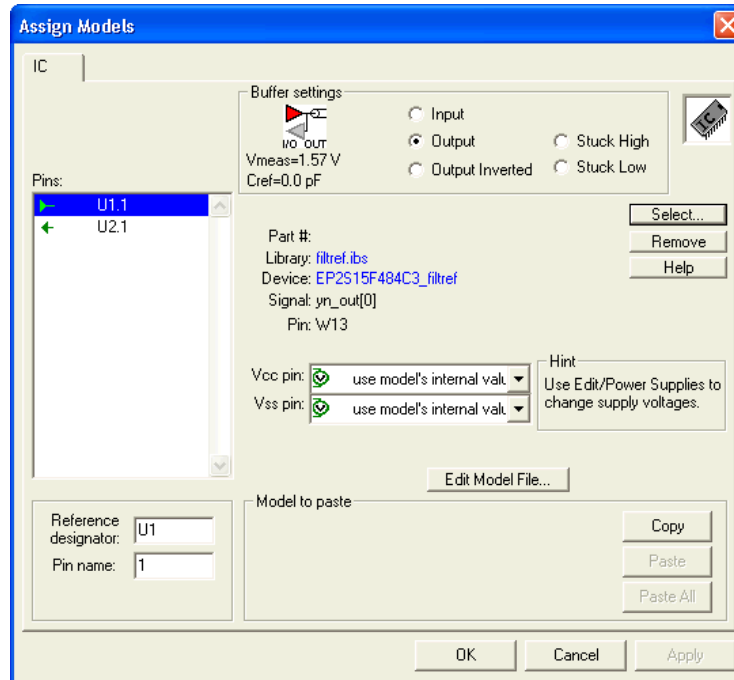 Assign Models
IC
Buffer settings
I/O OUT
Vmeas=1.57 V
Cref=0.0 pF
Input
Output
Output Inverted
Stuck High
Stuck Low
IC
Pins:
U1.1
U2.1
Select...
Remove
Help
Part #:
Library: filtref.ibs
Device: EP2S15F484C3_filtref
Signal: yn_out[0]
Pin: W13
Vcc pin: use model's internal valu
Vss pin: use model's internal valu
Hint
Use Edit/Power Supplies to
change supply voltages.
Edit Model File...
Reference
designator: U1
Pin name: 1
Model to paste
Copy
Paste
Paste All
OK
Cancel
Apply